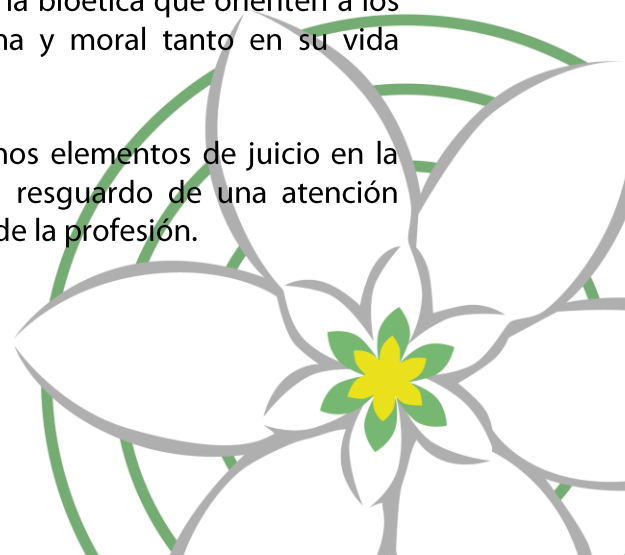 la bioética que orienten a los
na y moral tanto en su vida
nos elementos de juicio en la
resguardo de una atención
de la profesión.